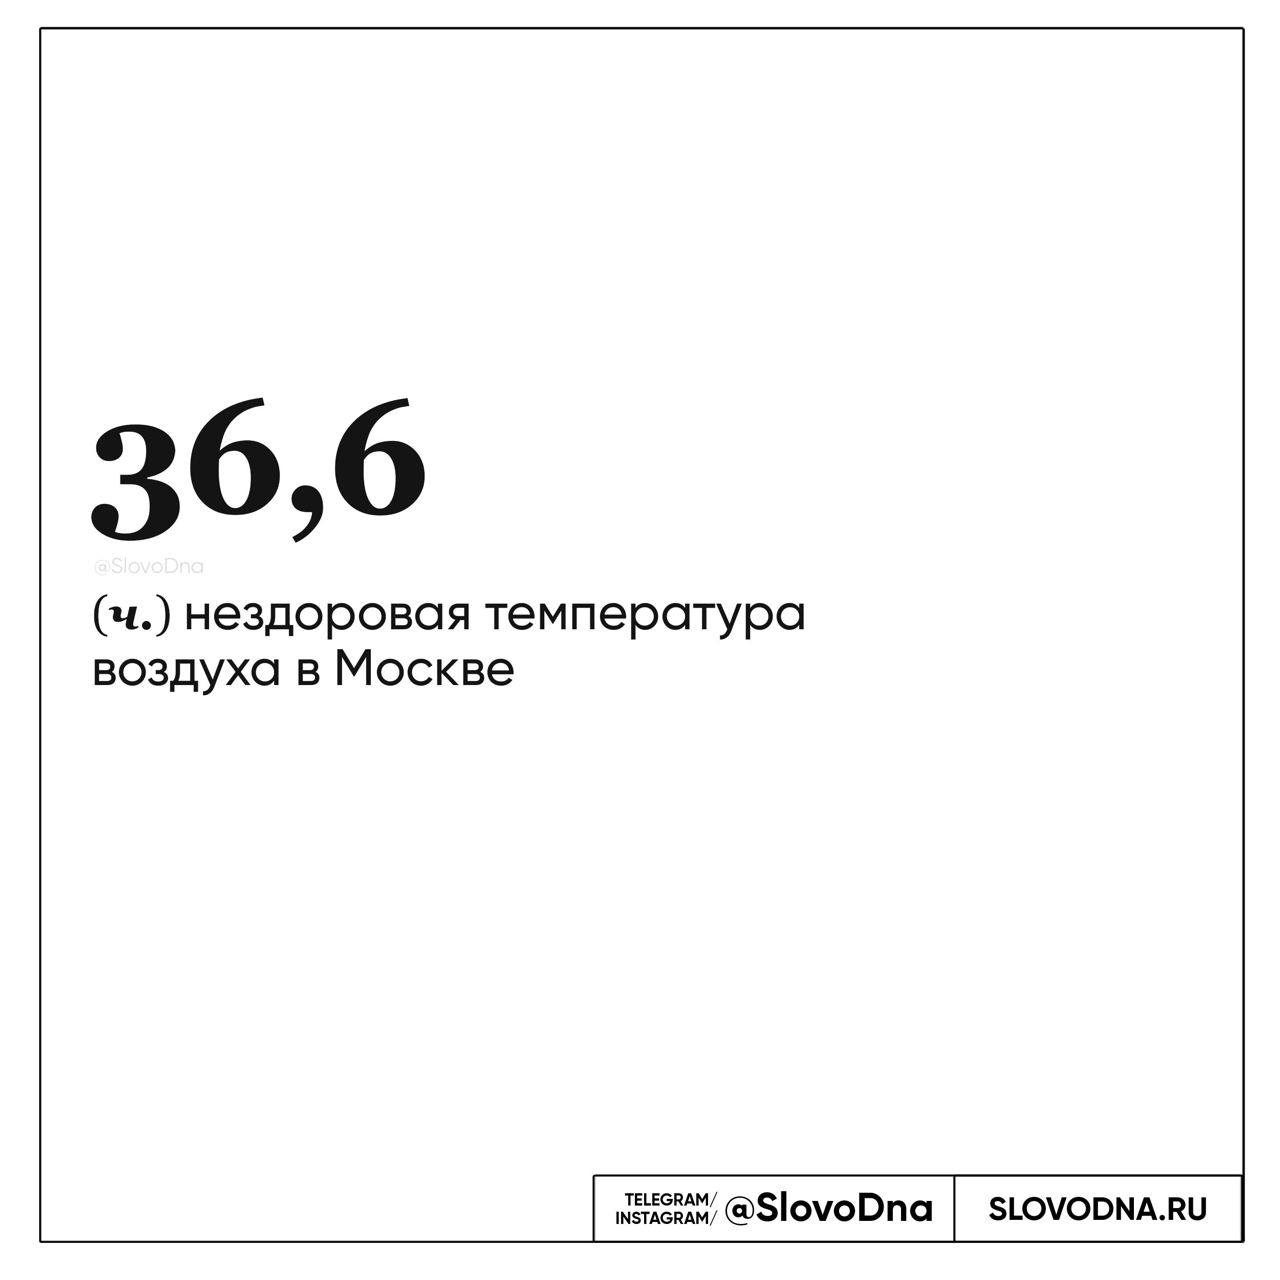 36,6
@SlovoDna
(ч.) нездоровая температура
воздуха в Москве
TELEGRAM/
INSTAGRAM/
@SlovoDna
SLOVODNA.RU